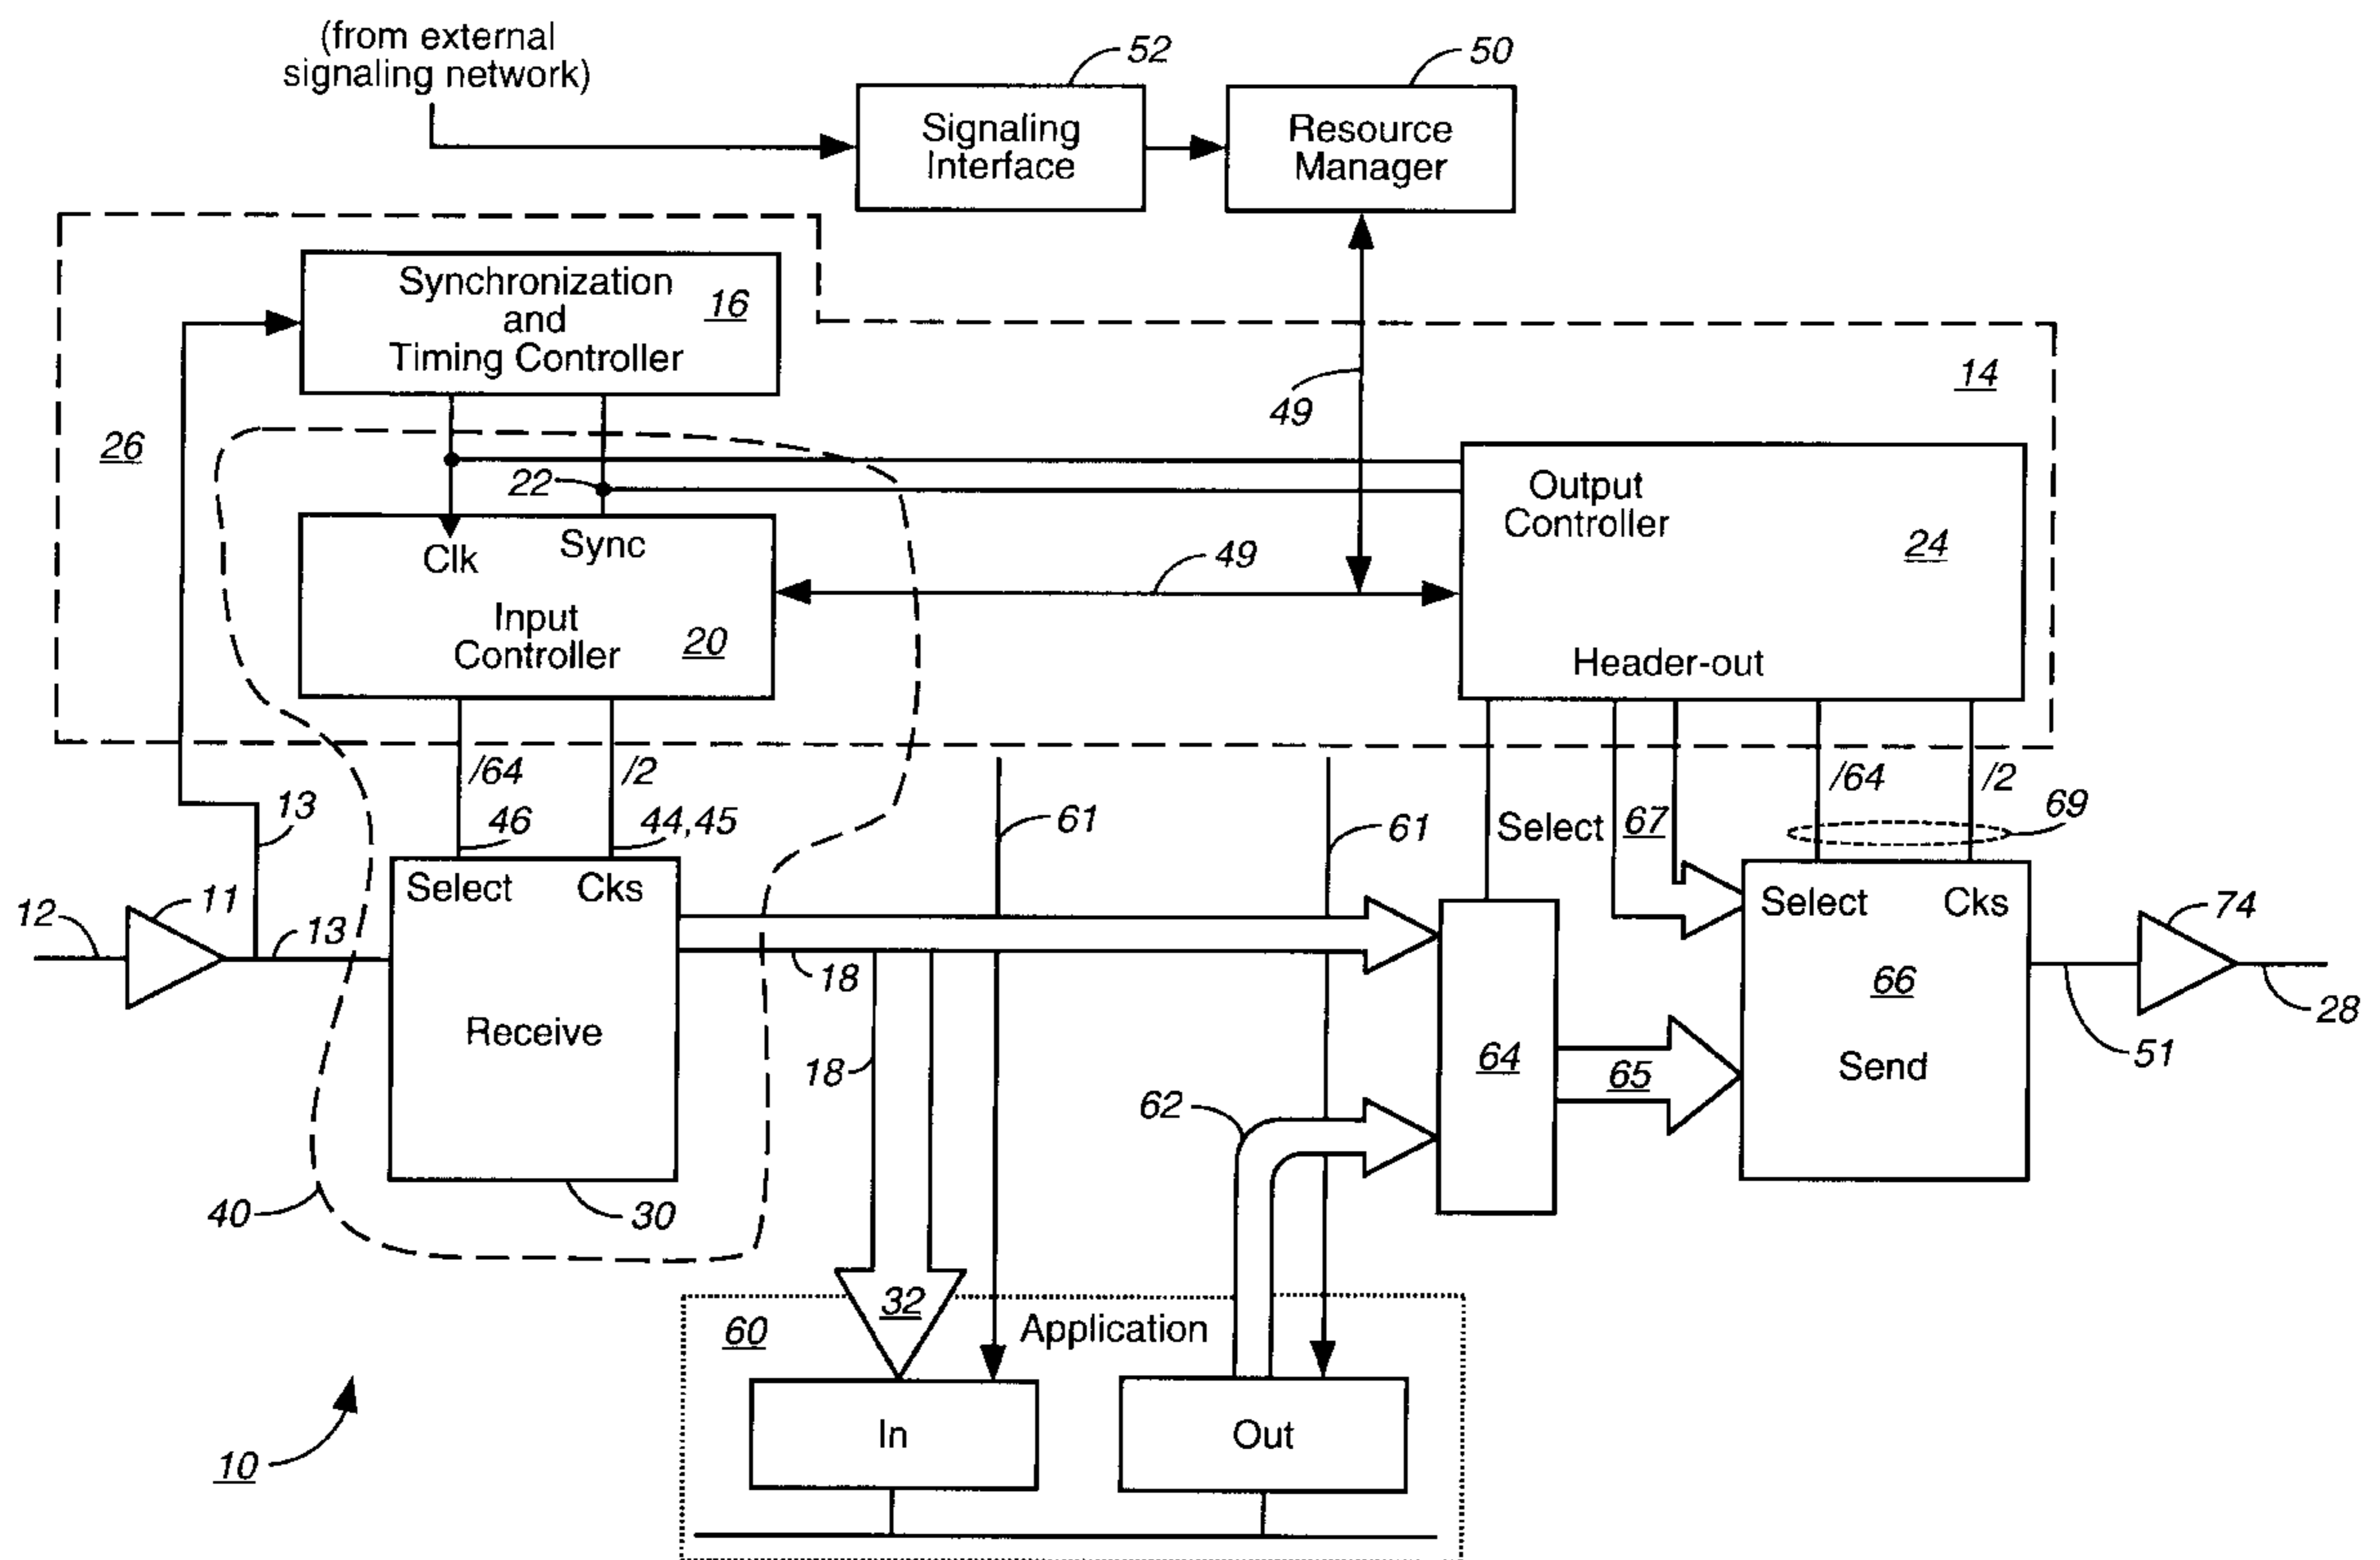 (from external
signaling network)
52
50
Signaling
Interface
Resource
Manager
Synchronization
and
Timing Controller
16
14
49
26
22
Output
Controller
24
Clk
Sync
49
Input
Controller
20
Header-out
/64
/2
/64
/2
13
46
44,45
61
61
Select
67
69
12
11
13
Select
Cks
Select
Cks
74
18
66
28
Receive
18
64
65
Send
51
62
40
30
32
60
Application
In
Out
10